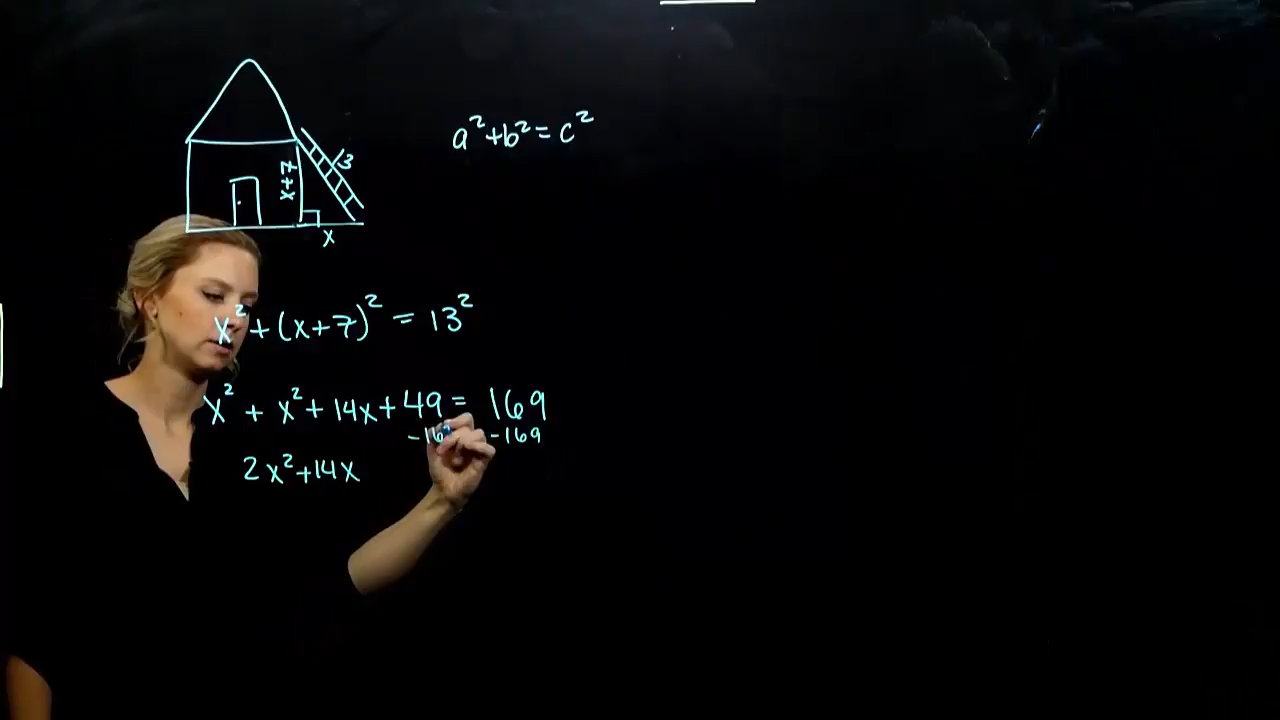 a²+b²=c²
13
x+7
x
x²+(x+7)²=13²
x²+x²+14x+49=169
-169
2x²+14x